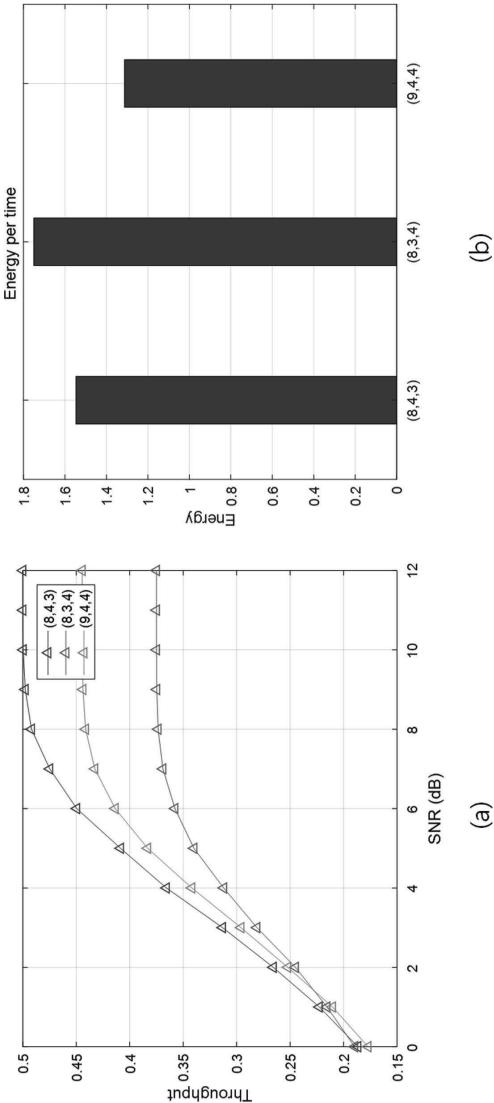 0.5
0.45
0.4
0.35
0.3
0.25
0.2
0.15
Throughput
0 2 4 6 8 10 12
SNR (dB)
(8,4,3)
(8,3,4)
(9,4,4)
(a)
Energy per time
1.8
1.6
1.4
1.2
1
0.8
0.6
0.4
0.2
0
Energy
(8,4,3) (8,3,4) (9,4,4)
(b)